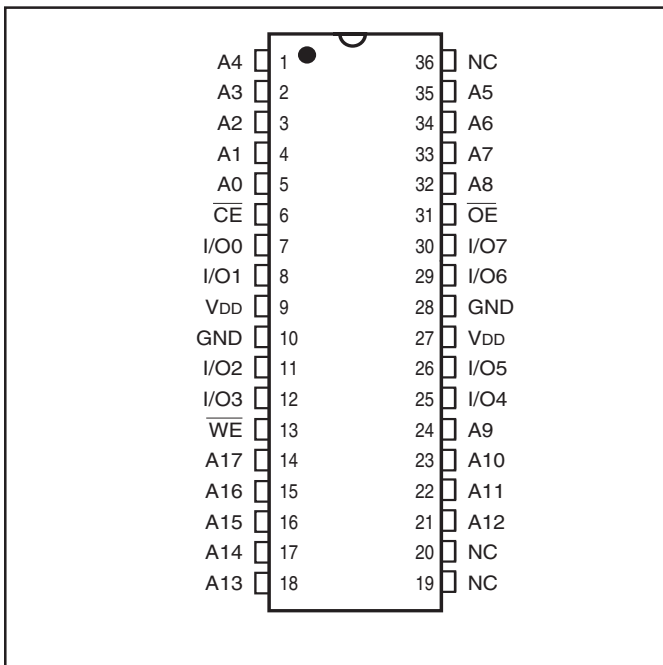 A4 1 36 NC
A3 2 35 A5
A2 3 34 A6
A1 4 33 A7
A0 5 32 A8
C̅E̅ 6 31 O̅E̅
I/O0 7 30 I/O7
I/O1 8 29 I/O6
VDD 9 28 GND
GND 10 27 VDD
I/O2 11 26 I/O5
I/O3 12 25 I/O4
W̅E̅ 13 24 A9
A17 14 23 A10
A16 15 22 A11
A15 16 21 A12
A14 17 20 NC
A13 18 19 NC